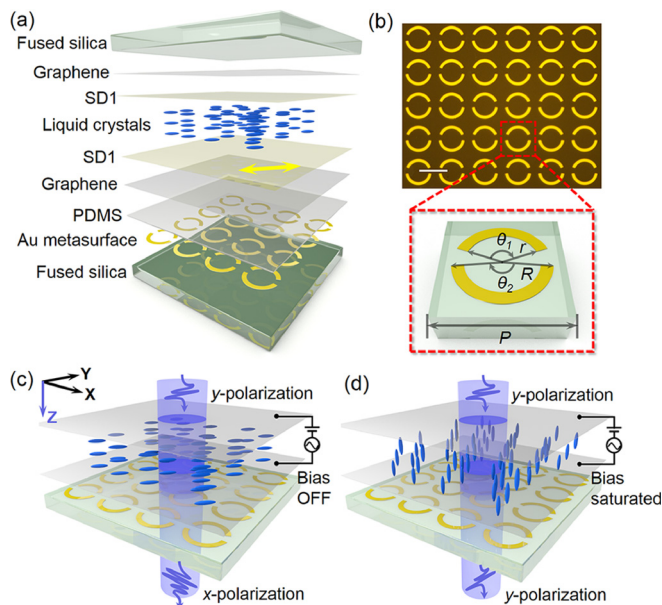 (a)
Fused silica
Graphene
SD1
Liquid crystals
SD1
Graphene
PDMS
Au metasurface
Fused silica
(b)
θ1 r
R
θ2
P
(c)
Y
X
Z
y-polarization
Bias
OFF
x-polarization
(d)
y-polarization
Bias
saturated
y-polarization